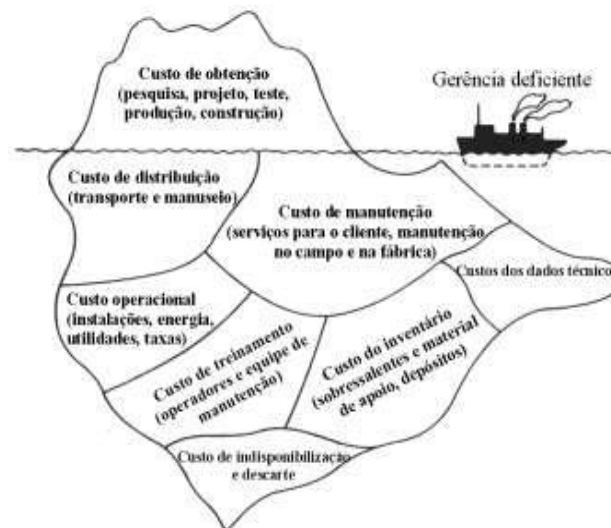 Custo de obtenção
(pesquisa, projeto, teste,
produção, construção)
Gerência deficiente
Custo de distribuição
(transporte e manuseio)
Custo de manutenção
(serviços para o cliente, manutenção
no campo e na fábrica)
Custos dos dados técnico
Custo operacional
(instalações, energia,
utilidades, taxas)
Custo de treinamento
(operadores e equipe de
manutenção)
Custo do inventário
(sobressalentes e material
de apoio, depósitos)
Custo de indisponibilização
e descarte